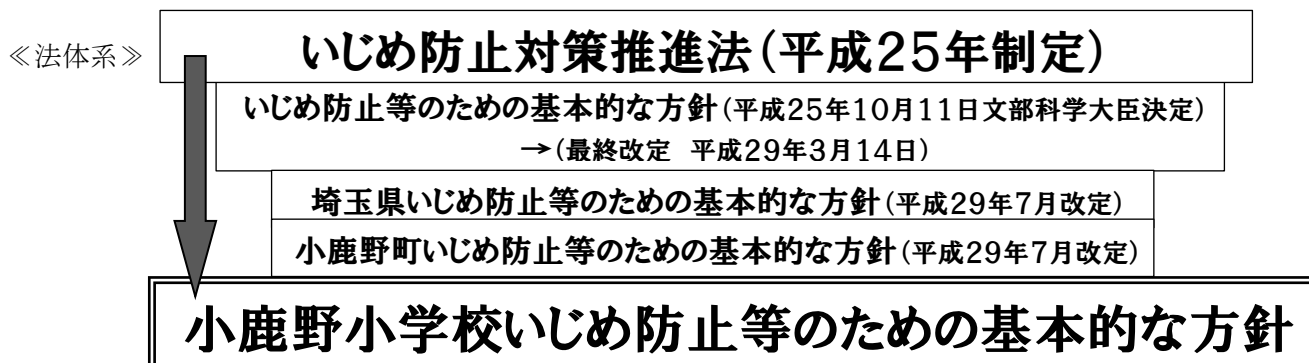 ≪法体系≫
いじめ防止対策推進法(平成25年制定)
いじめ防止等のための基本的な方針(平成25年10月11日文部科学大臣決定)
→(最終改定 平成29年3月14日)
埼玉県いじめ防止等のための基本的な方針(平成29年7月改定)
小鹿野町いじめ防止等のための基本的な方針(平成29年7月改定)
小鹿野小学校いじめ防止等のための基本的な方針